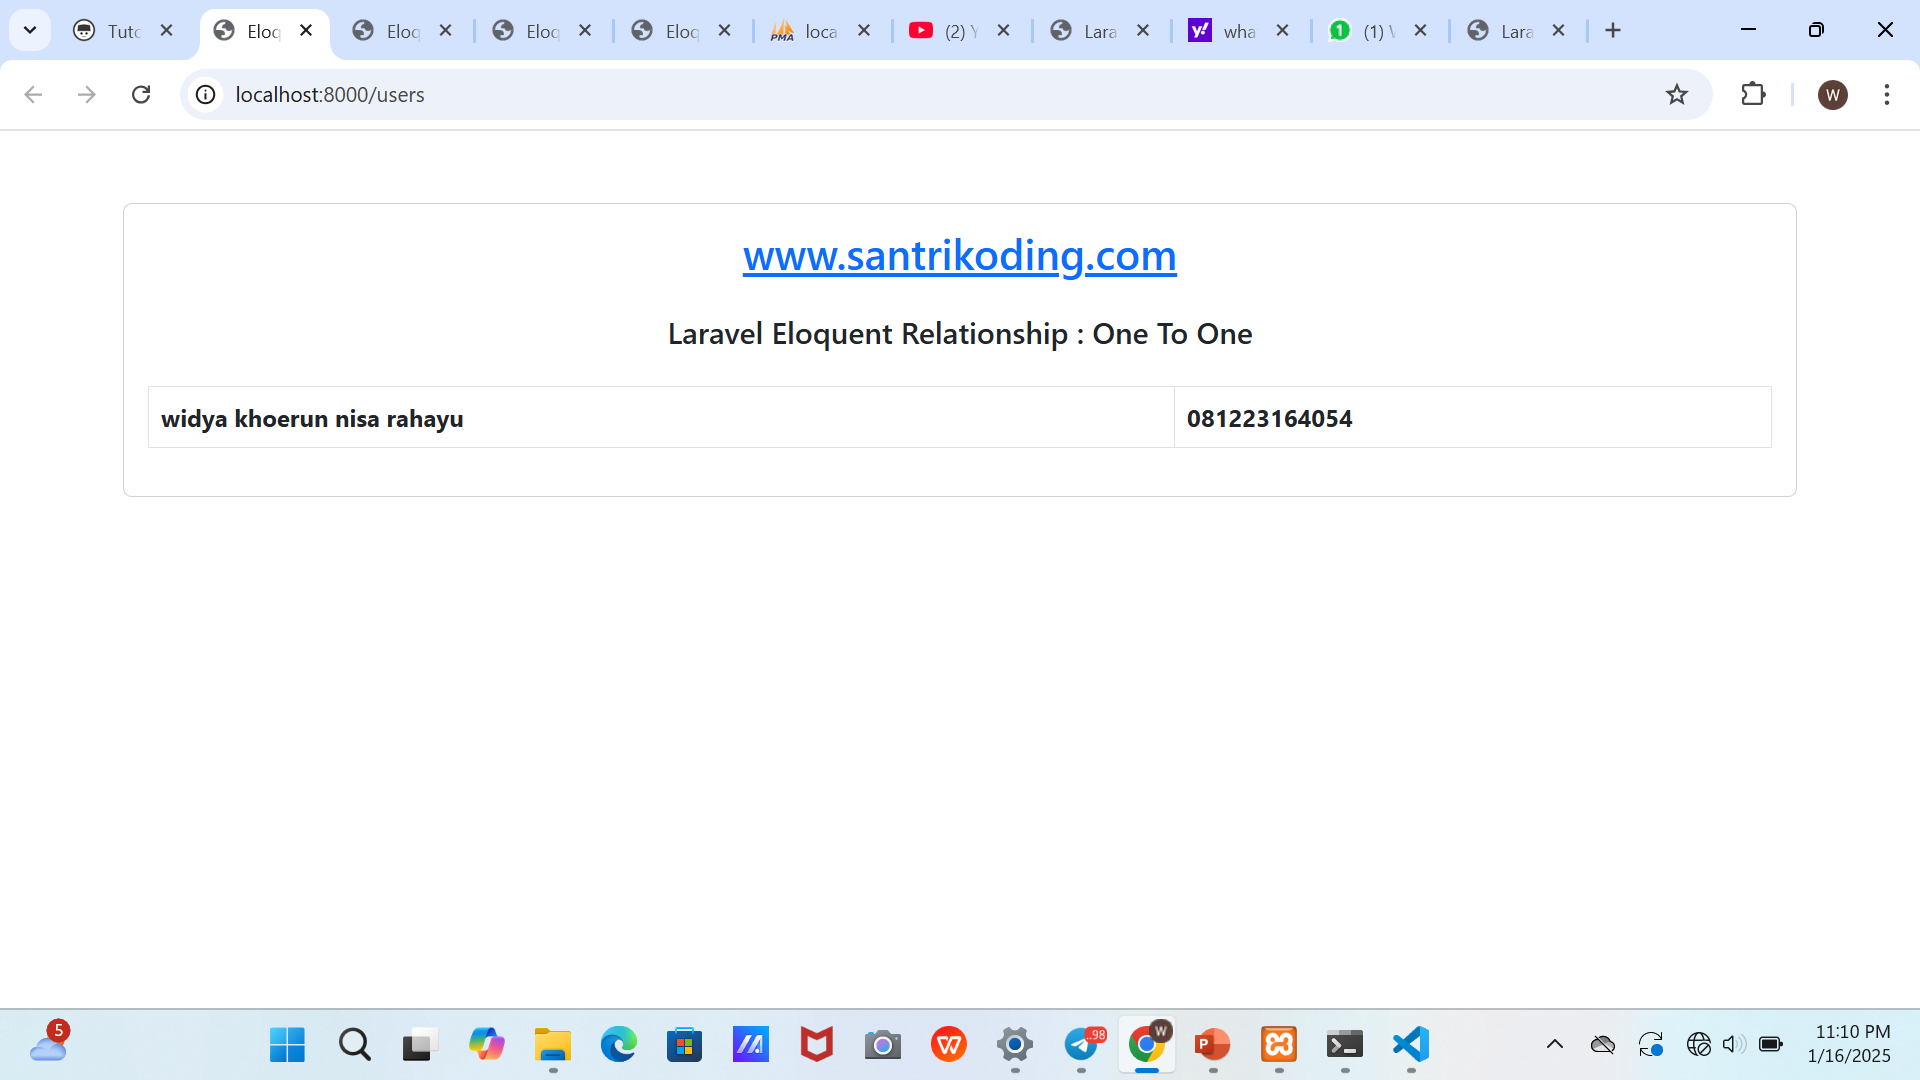 Tuto
Eloq
Eloq
Eloq
Eloq
loca
(2) Y
Lara
wha
(1) W
Lara
localhost:8000/users
W
www.santrikoding.com
Laravel Eloquent Relationship : One To One
widya khoerun nisa rahayu 081223164054
5
..98
W
11:10 PM
1/16/2025